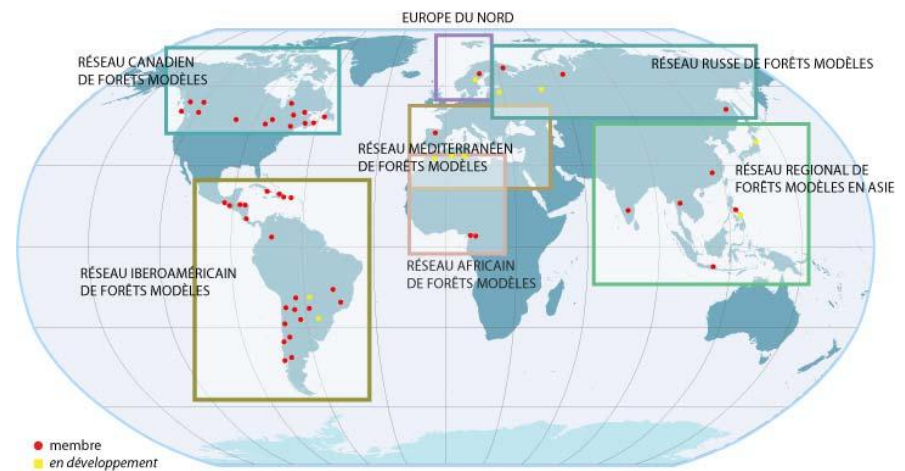 EUROPE DU NORD
RÉSEAU CANADIEN
DE FORETS MODÈLES
RÉSEAU RUSSE DE FORÊTS MODÈLES
RÉSEAU MÉDITERRANÉEN
DE FORÊTS MODÈLES
RÉSEAU REGIONAL DE
FORÊTS MODÈLES EN ASIE
RÉSEAU IBEROAMÉRICAIN
DE FORÊTS MODÈLES
RÉSEAU AFRICAIN
DE FORÊTS MODÈLES
membre
en développement